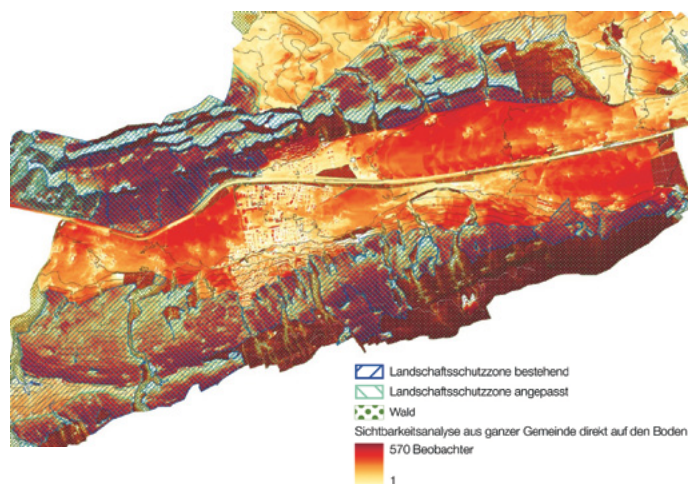 Landschaftsschutzzone bestehend
Landschaftsschutzzone angepasst
Wald
Sichtbarkeitsanalyse aus ganzer Gemeinde direkt auf den Boden
570 Beobachter
1